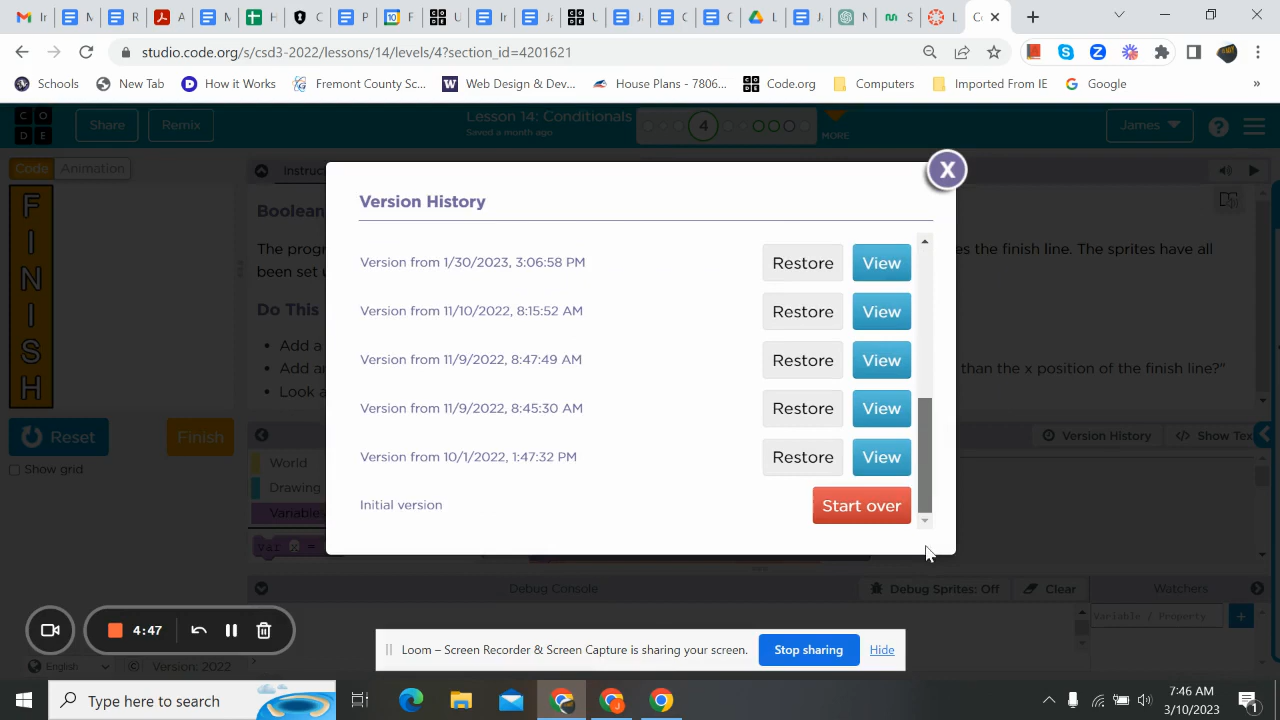 Ir
M
R
A
M
H
C
P
F
U
Ir
J
U
J
C
C
L
J
N
S
L
Co
studio.code.org/s/csd3-2022/lessons/14/levels/4?section_id=4201621
Schools
New Tab
How it Works
Fremont County Sc...
Web Design & Dev...
House Plans - 7806...
Code.org
Computers
Imported From IE
Google
»
C O
D E
Share
Remix
Lesson 14: Conditionals
Saved a month ago.
4
MORE
James
Code
Animation
Instruc
Boolean
The progr
es the finish line. The sprites have all
been set u
Do This
Add a
Add an
than the x position of the finish line?"
Look a
F
I
N
I
S
H
Version History
X
Version from 1/30/2023, 3:06:58 PM Restore View
Version from 11/10/2022, 8:15:52 AM Restore View
Version from 11/9/2022, 8:47:49 AM Restore View
Version from 11/9/2022, 8:45:30 AM Restore View
Version from 10/1/2022, 1:47:32 PM Restore View
Initial version Start over
Reset
Finish
Show grid
Version History
Show Tex
World
Drawing
Variables
var x =
Debug Console
Debug Sprites: Off
Clear
Watchers
Variable / Property
4:47
Loom – Screen Recorder & Screen Capture is sharing your screen.
Stop sharing
Hide
English
Version: 2022
Type here to search
7:46 AM
3/10/2023
1